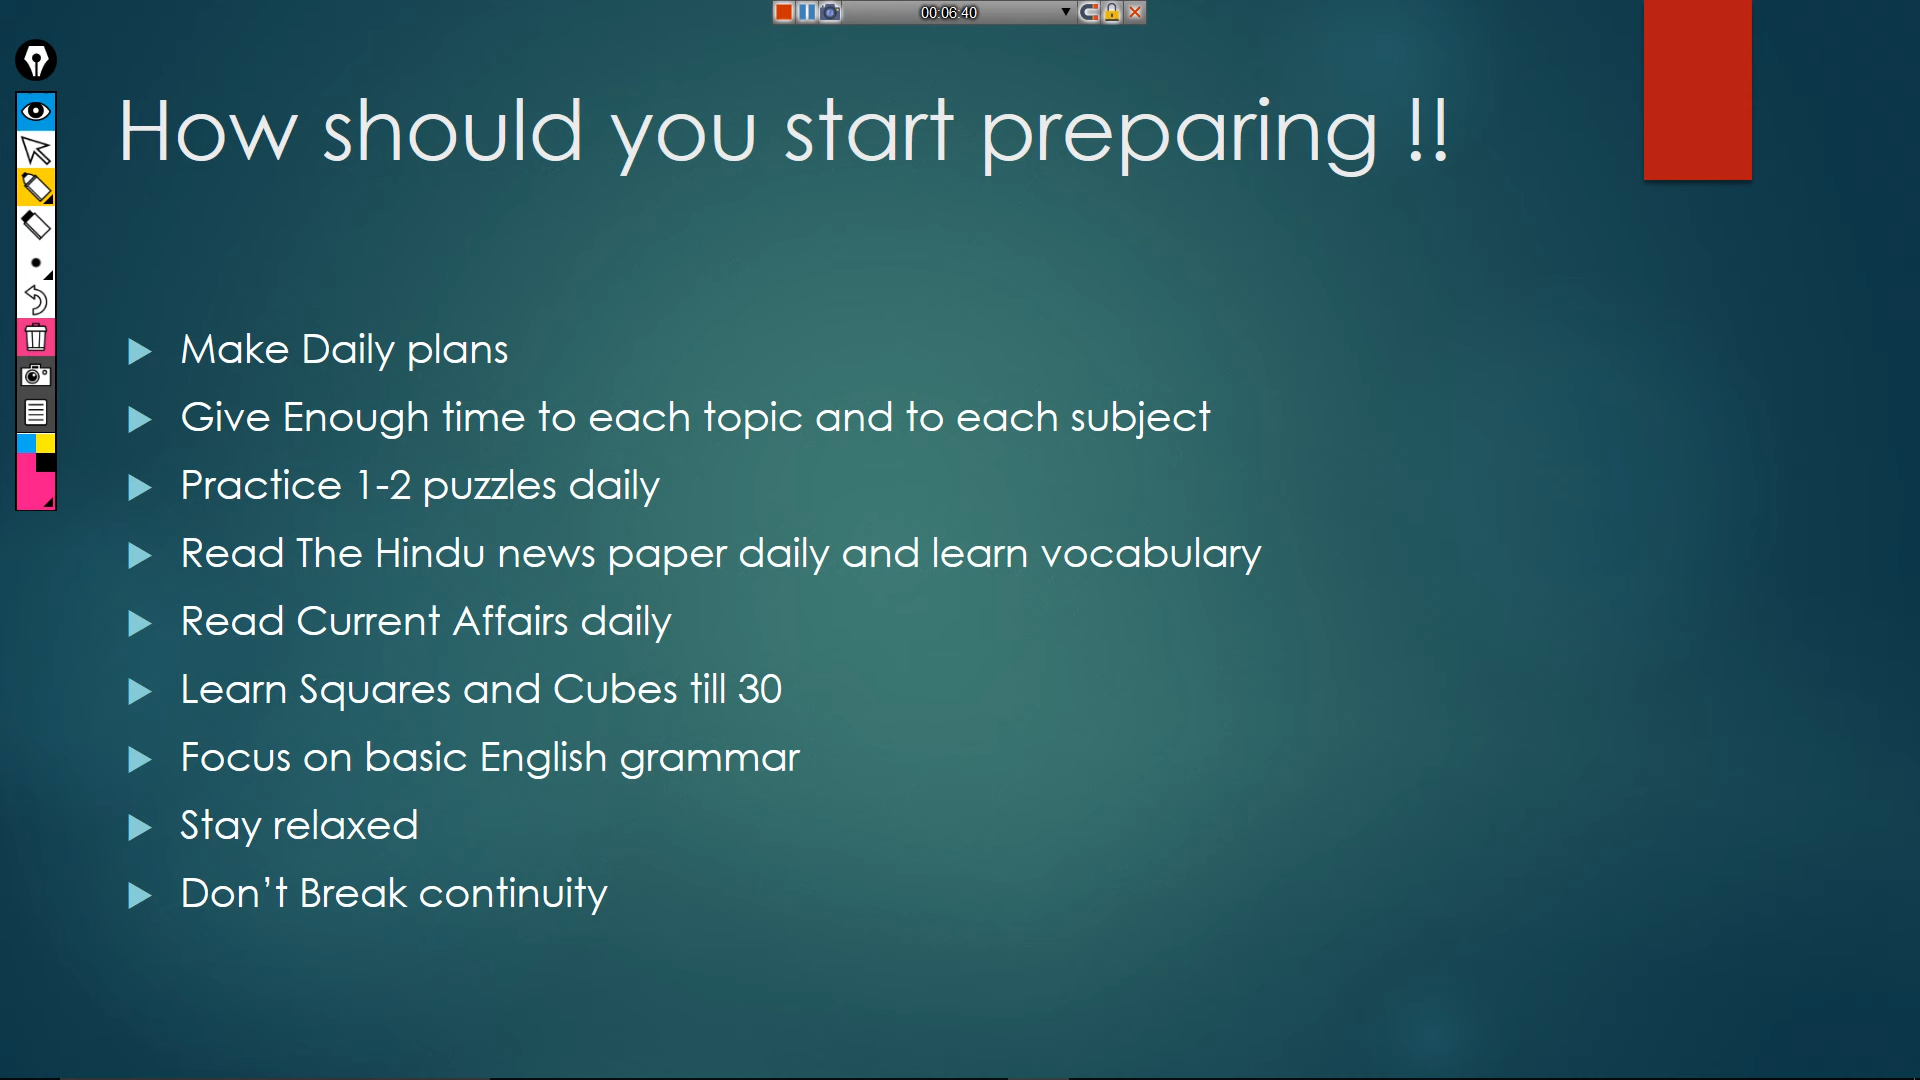 00:06:40
How should you start preparing !!
Make Daily plans
Give Enough time to each topic and to each subject
Practice 1-2 puzzles daily
Read The Hindu news paper daily and learn vocabulary
Read Current Affairs daily
Learn Squares and Cubes till 30
Focus on basic English grammar
Stay relaxed
Don’t Break continuity